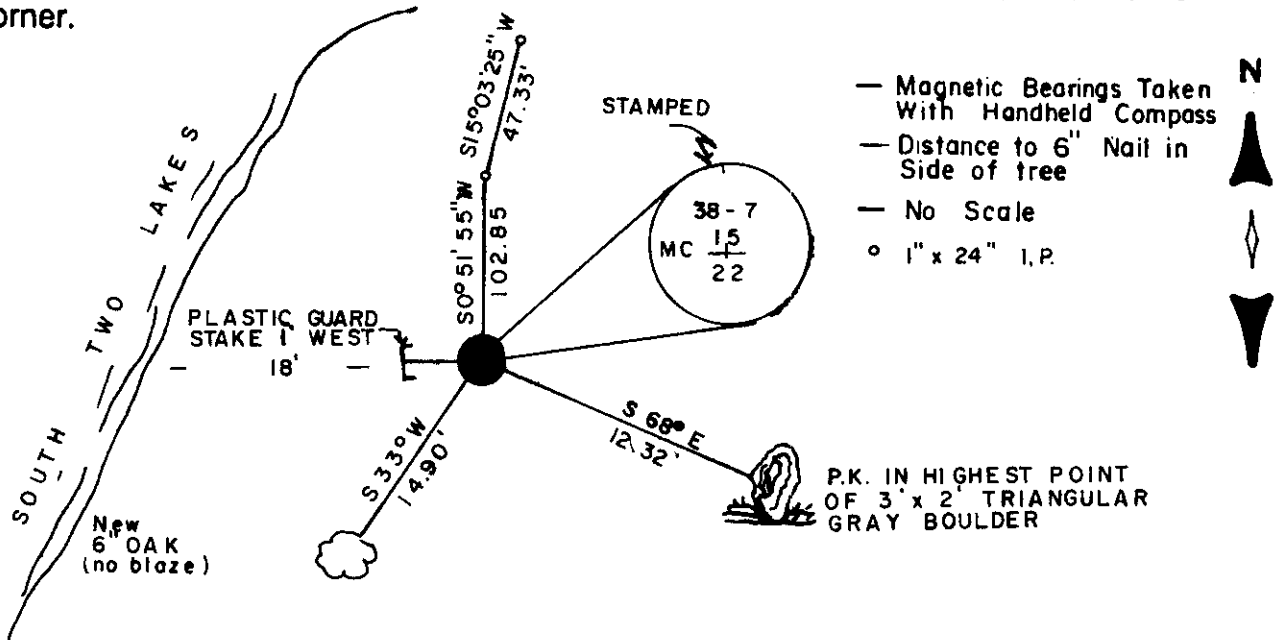 orner.
S15°03'25"W
47.33'
STAMPED
— Magnetic Bearings Taken
With Handheld Compass
— Distance to 6" Nail in
Side of tree
— No Scale
o 1" x 24" I.P.
N
38-7
MC 15
22
S0°51'55"W
102.85
SOUTH TWO LAKES
PLASTIC GUARD
STAKE 1' WEST
— 18' —
S 33° W
14.90'
S 68° E
12.32'
P.K. IN HIGHEST POINT
OF 3' x 2' TRIANGULAR
GRAY BOULDER
New
6" OAK
(no blaze)